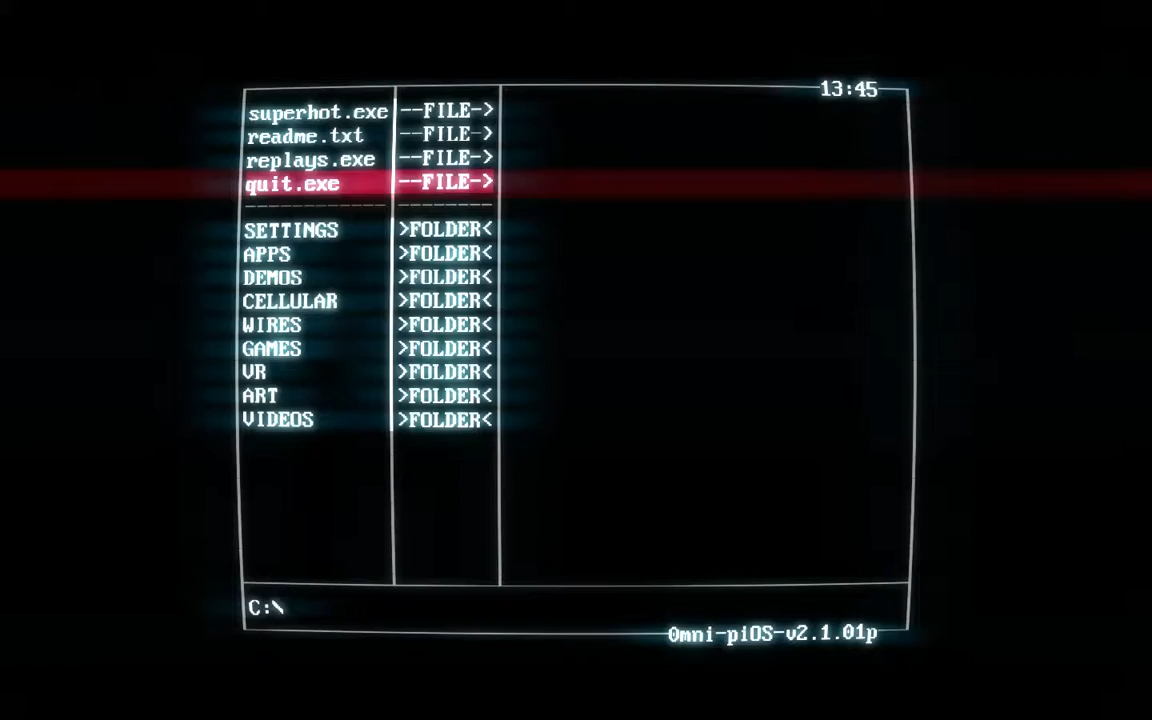 13:45
superhot.exe --FILE->
readme.txt --FILE->
replays.exe --FILE->
quit.exe --FILE->
SETTINGS >FOLDER<
APPS >FOLDER<
DEMOS >FOLDER<
CELLULAR >FOLDER<
WIRES >FOLDER<
GAMES >FOLDER<
VR >FOLDER<
ART >FOLDER<
VIDEOS >FOLDER<
C:\
0mni-piOS-v2.1.01p